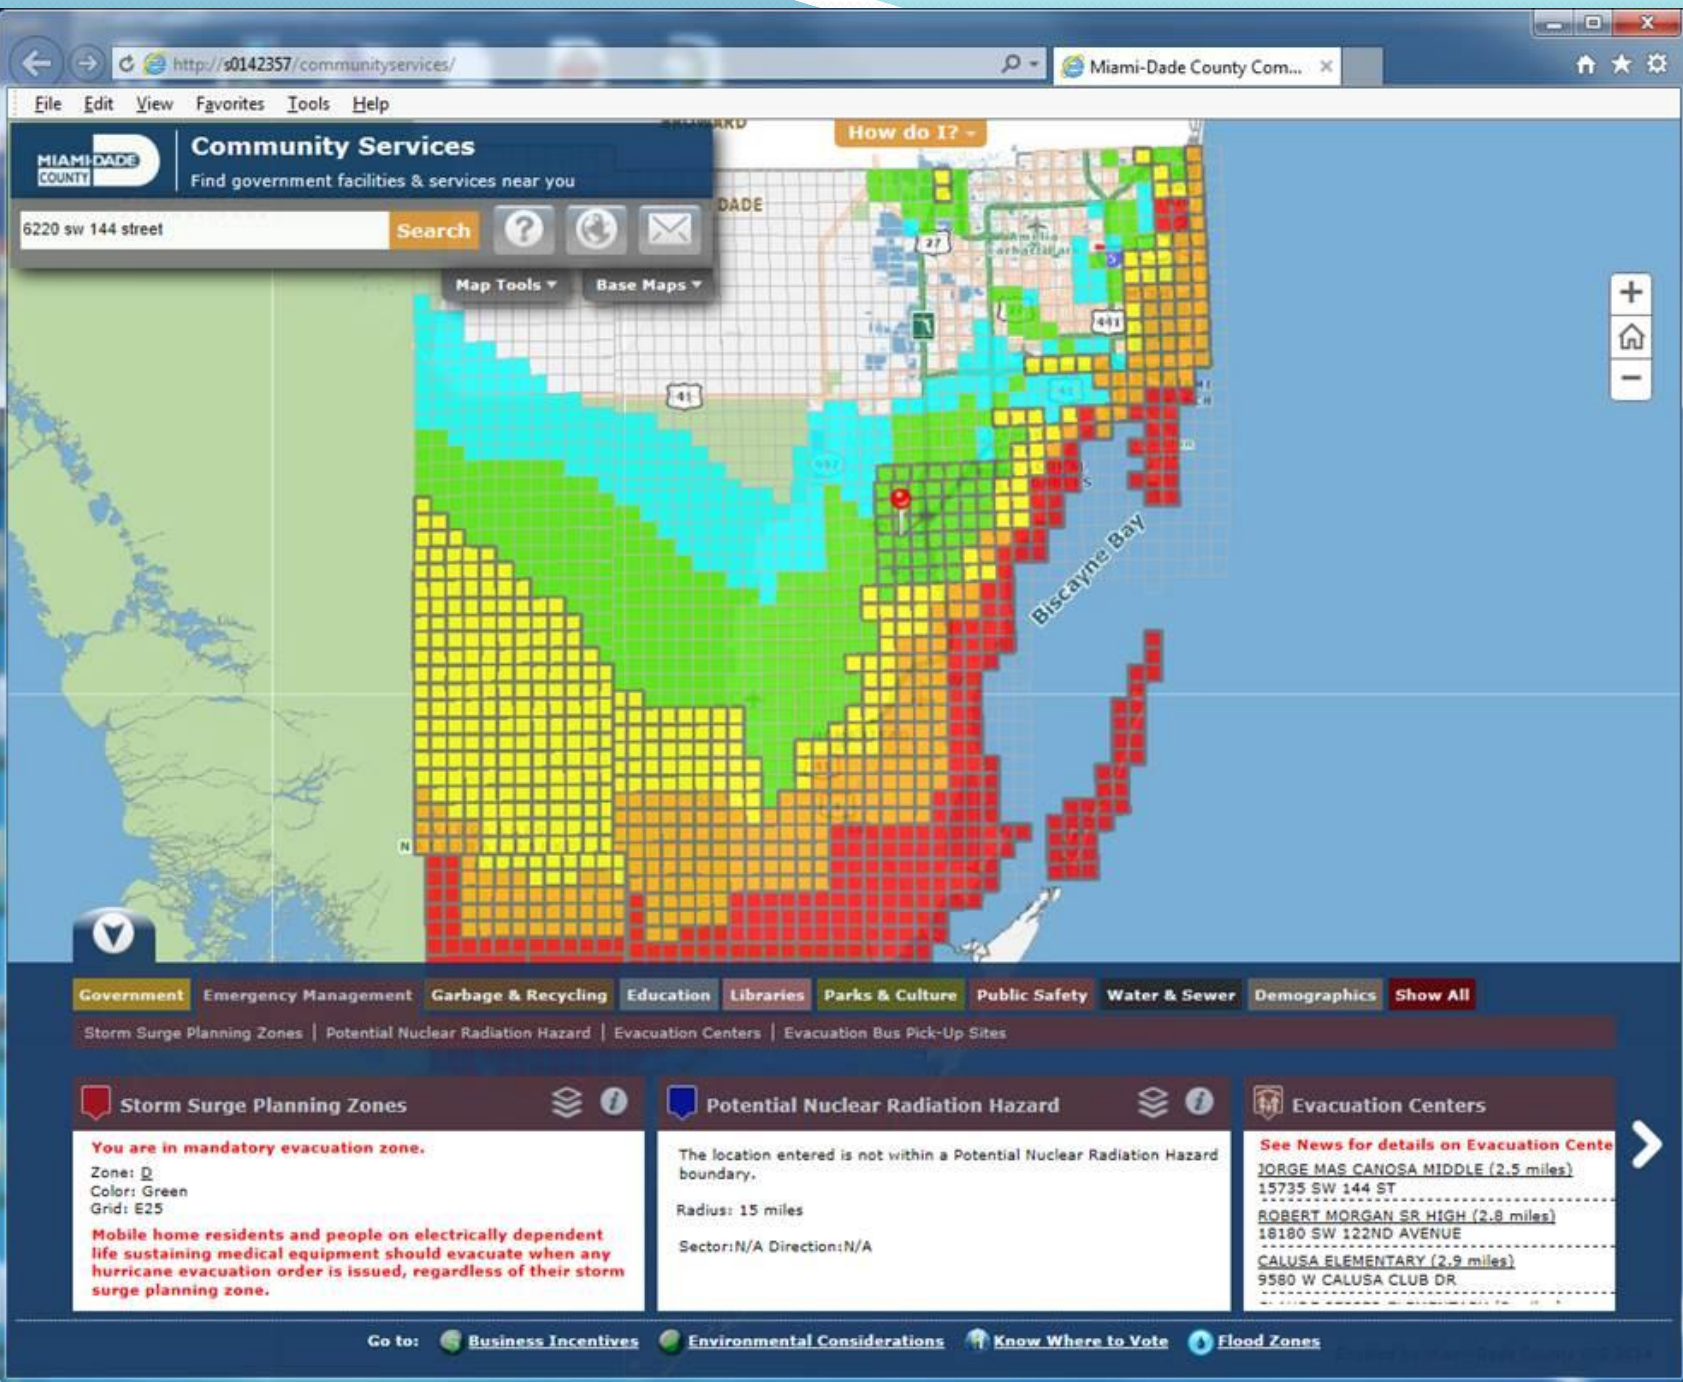 http://s0142357/communityservices/
Miami-Dade County Com...
File Edit View Favorites Tools Help
MIAMI-DADE
COUNTY
Community Services
Find government facilities & services near you
6220 sw 144 street
Search
Map Tools
Base Maps
How do I?
DADE
27
441
41
Biscayne Bay
N
Government Emergency Management Garbage & Recycling Education Libraries Parks & Culture Public Safety Water & Sewer Demographics Show All
Storm Surge Planning Zones | Potential Nuclear Radiation Hazard | Evacuation Centers | Evacuation Bus Pick-Up Sites
Storm Surge Planning Zones
You are in mandatory evacuation zone.
Zone: D
Color: Green
Grid: E25
Mobile home residents and people on electrically dependent
life sustaining medical equipment should evacuate when any
hurricane evacuation order is issued, regardless of their storm
surge planning zone.
Potential Nuclear Radiation Hazard
The location entered is not within a Potential Nuclear Radiation Hazard
boundary.
Radius: 15 miles
Sector:N/A Direction:N/A
Evacuation Centers
See News for details on Evacuation Cente
JORGE MAS CANOSA MIDDLE (2.5 miles)
15735 SW 144 ST
ROBERT MORGAN SR HIGH (2.8 miles)
18180 SW 122ND AVENUE
CALUSA ELEMENTARY (2.9 miles)
9580 W CALUSA CLUB DR
Go to: Business Incentives Environmental Considerations Know Where to Vote Flood Zones